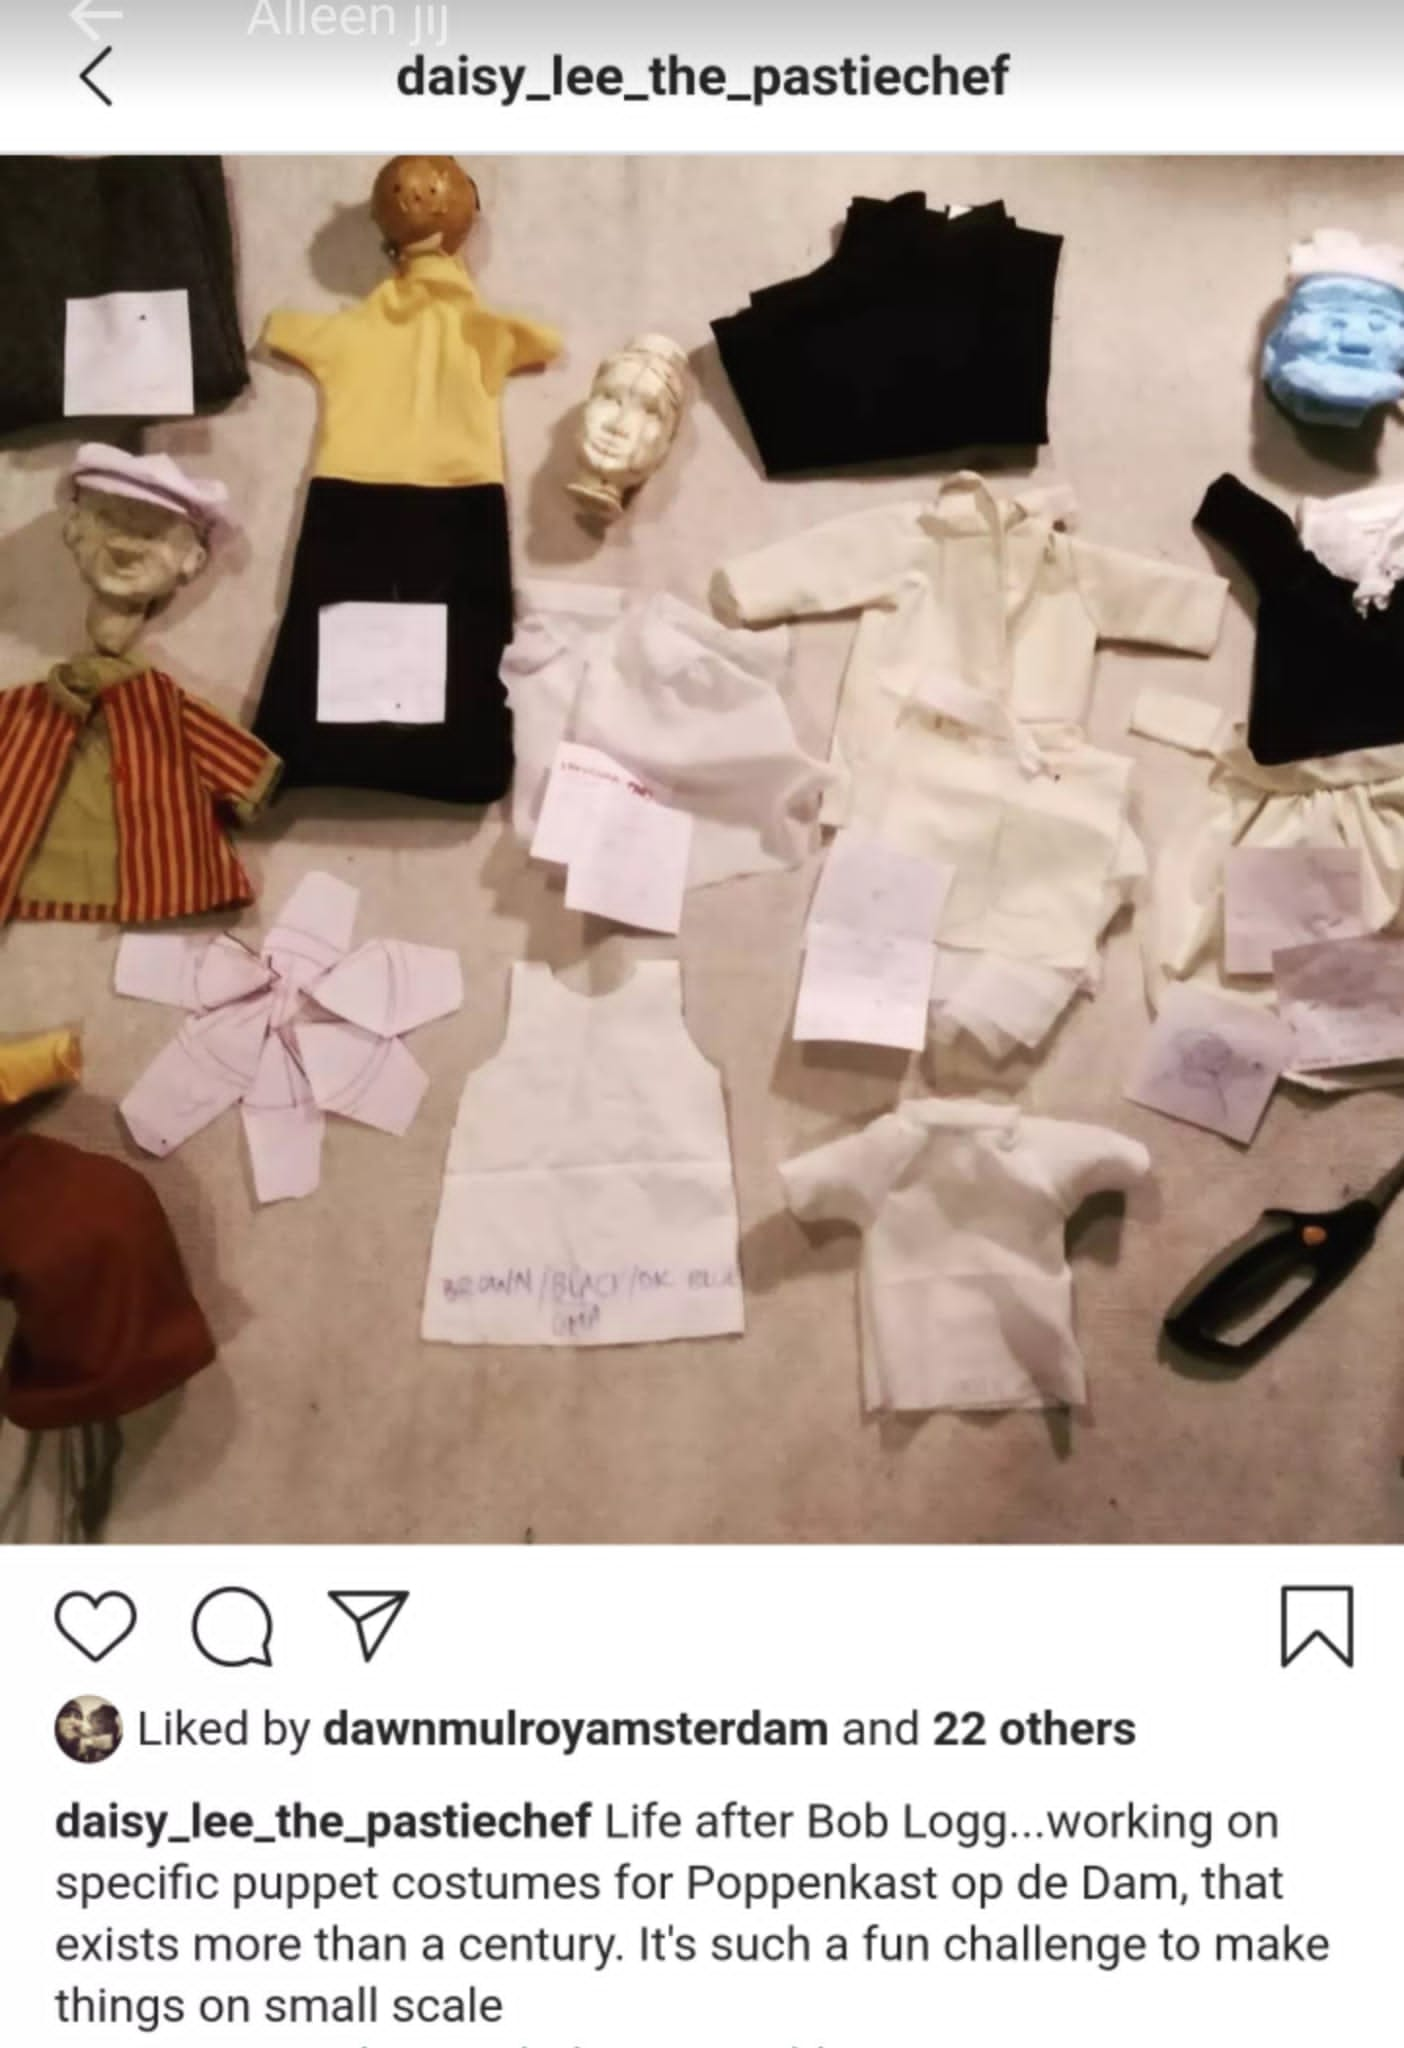 Alleen jij
daisy_lee_the_pastiechef
BROWN/BLACK/DK BLUE
OMA
Liked by dawnmulroyamsterdam and 22 others
daisy_lee_the_pastiechef Life after Bob Logg...working on
specific puppet costumes for Poppenkast op de Dam, that
exists more than a century. It's such a fun challenge to make
things on small scale